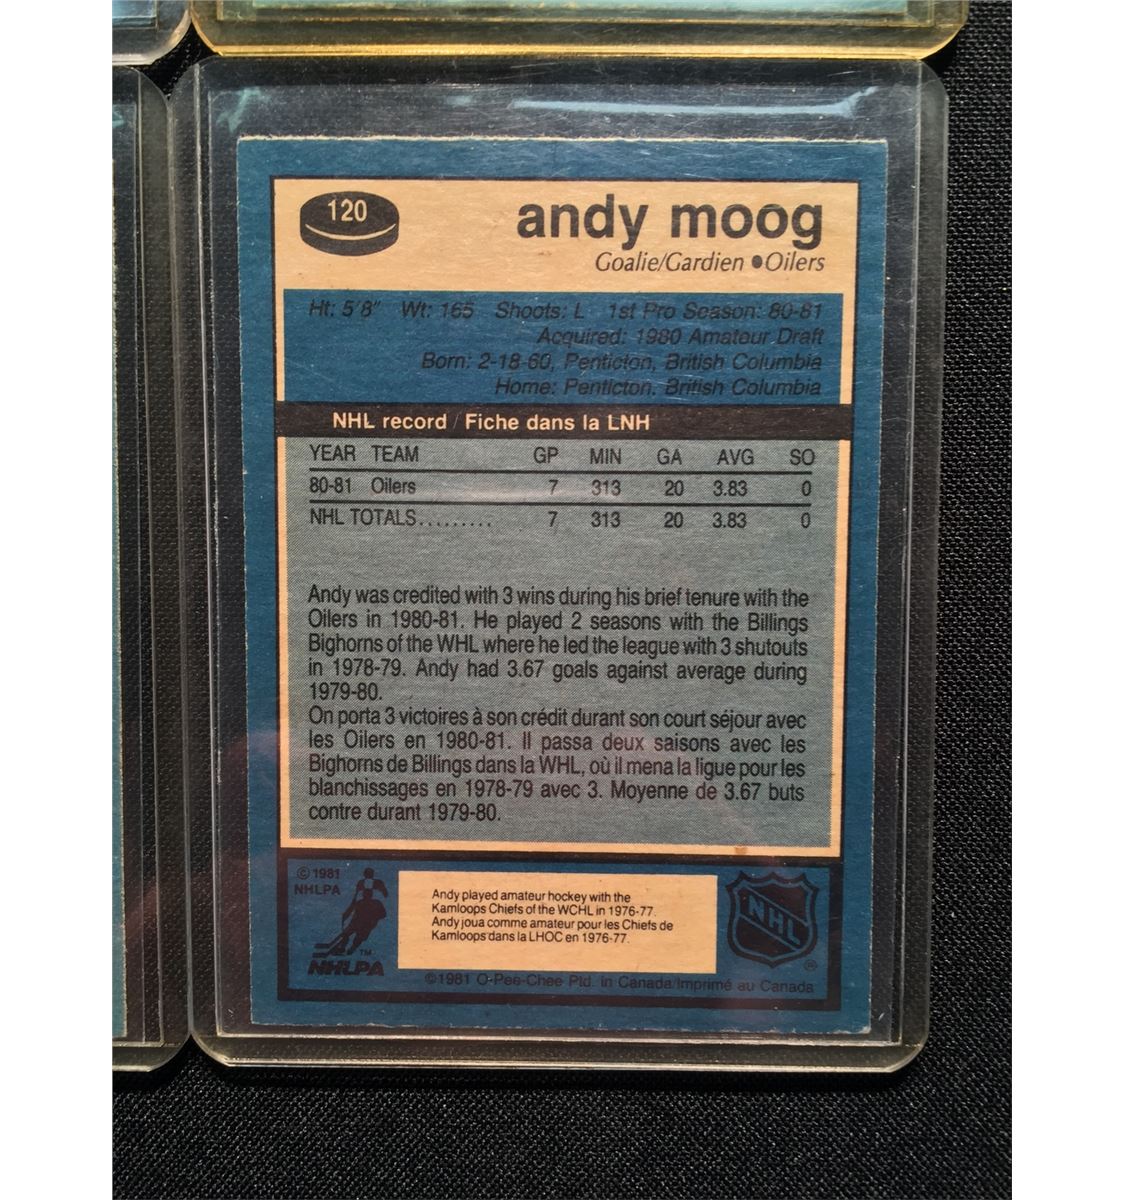 120
andy moog
Goalie/Gardien ●Oilers
Ht: 5'8" Wt: 165 Shoots: L 1st Pro Season: 80-81
Acquired: 1980 Amateur Draft
Born: 2-18-60, Penticton, British Columbia
Home: Penticton, British Columbia
NHL record / Fiche dans la LNH
YEAR TEAM GP MIN GA AVG SO
80-81 Oilers 7 313 20 3.83 0
NHL TOTALS......... 7 313 20 3.83 0
Andy was credited with 3 wins during his brief tenure with the
Oilers in 1980-81. He played 2 seasons with the Billings
Bighorns of the WHL where he led the league with 3 shutouts
in 1978-79. Andy had 3.67 goals against average during
1979-80.
On porta 3 victoires à son crédit durant son court séjour avec
les Oilers en 1980-81. Il passa deux saisons avec les
Bighorns de Billings dans la WHL, où il mena la ligue pour les
blanchissages en 1978-79 avec 3. Moyenne de 3.67 buts
contre durant 1979-80.
© 1981
NHLPA
TM
NHLPA
Andy played amateur hockey with the
Kamloops Chiefs of the WCHL in 1976-77.
Andy joua comme amateur pour les Chiefs de
Kamloops dans la LHOC en 1976-77.
NHL
®
©1981 O-Pee-Chee Ptd. in Canada/Imprimé au Canada